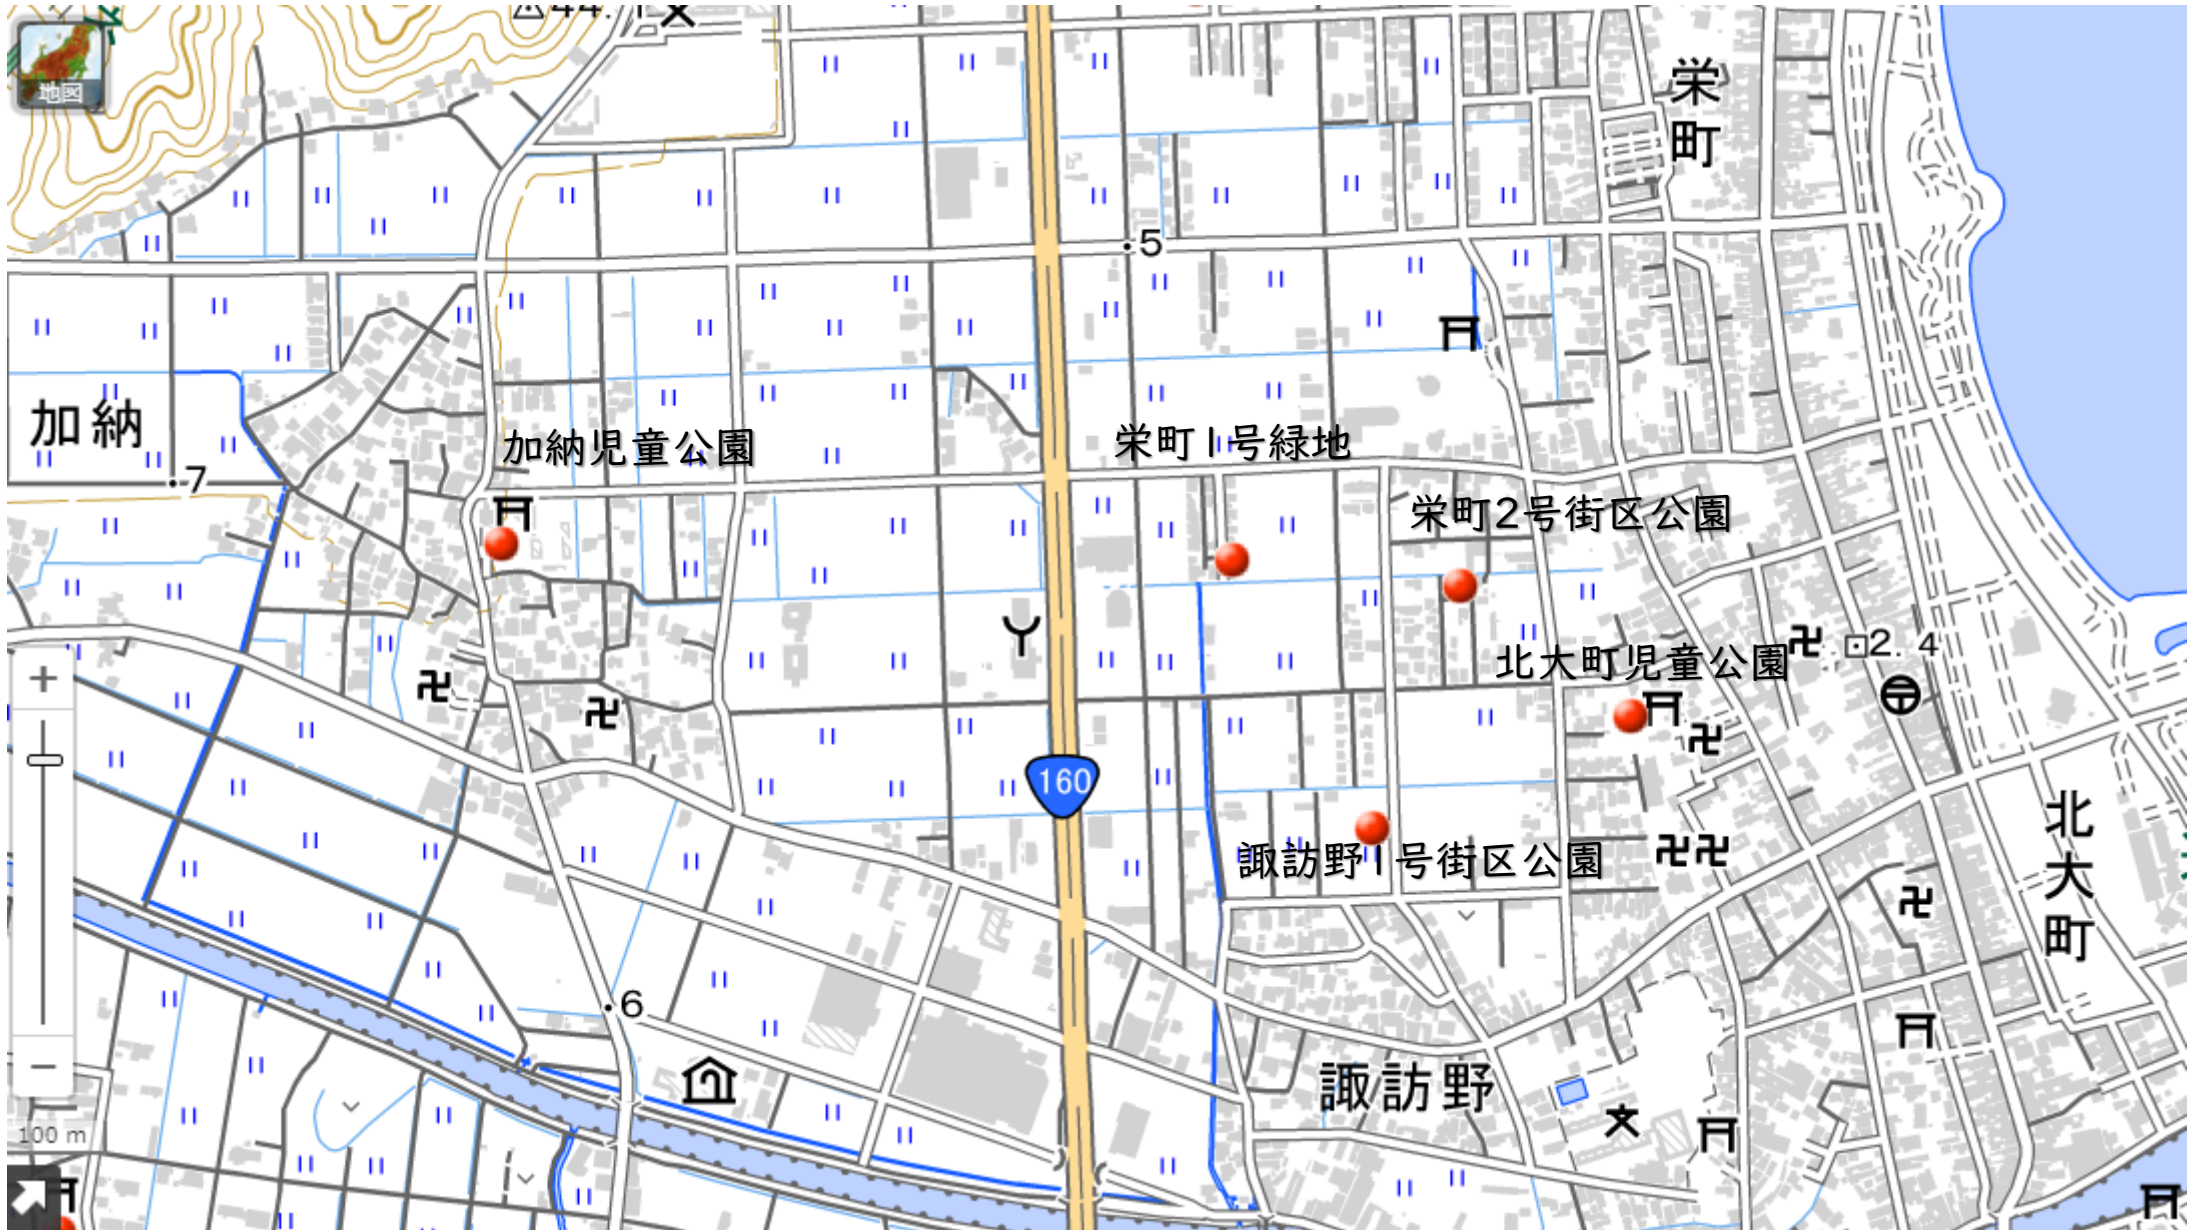 44.1
地図
栄町
5
加納
7
加納児童公園
栄町1号緑地
栄町2号街区公園
北大町児童公園
2.4
160
諏訪野1号街区公園
北大町
6
諏訪野
+
−
100 m